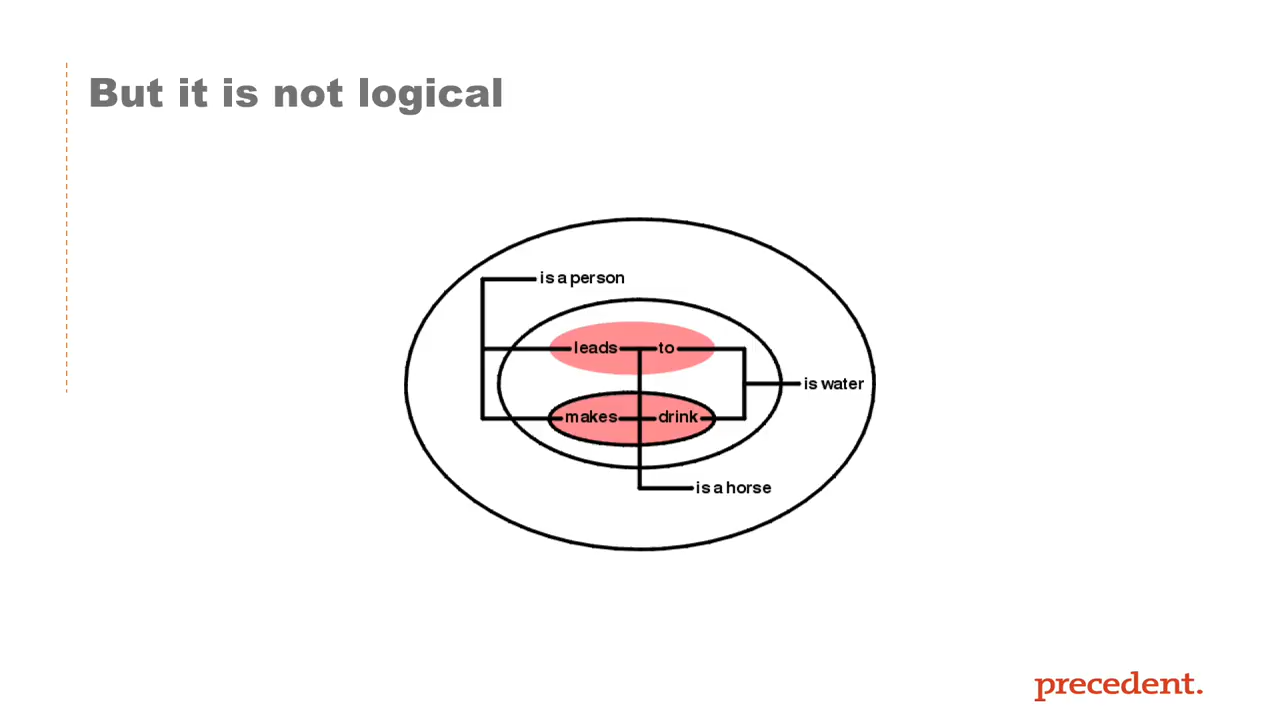 But it is not logical
is a person
leads to
is water
makes drink
is a horse
precedent.